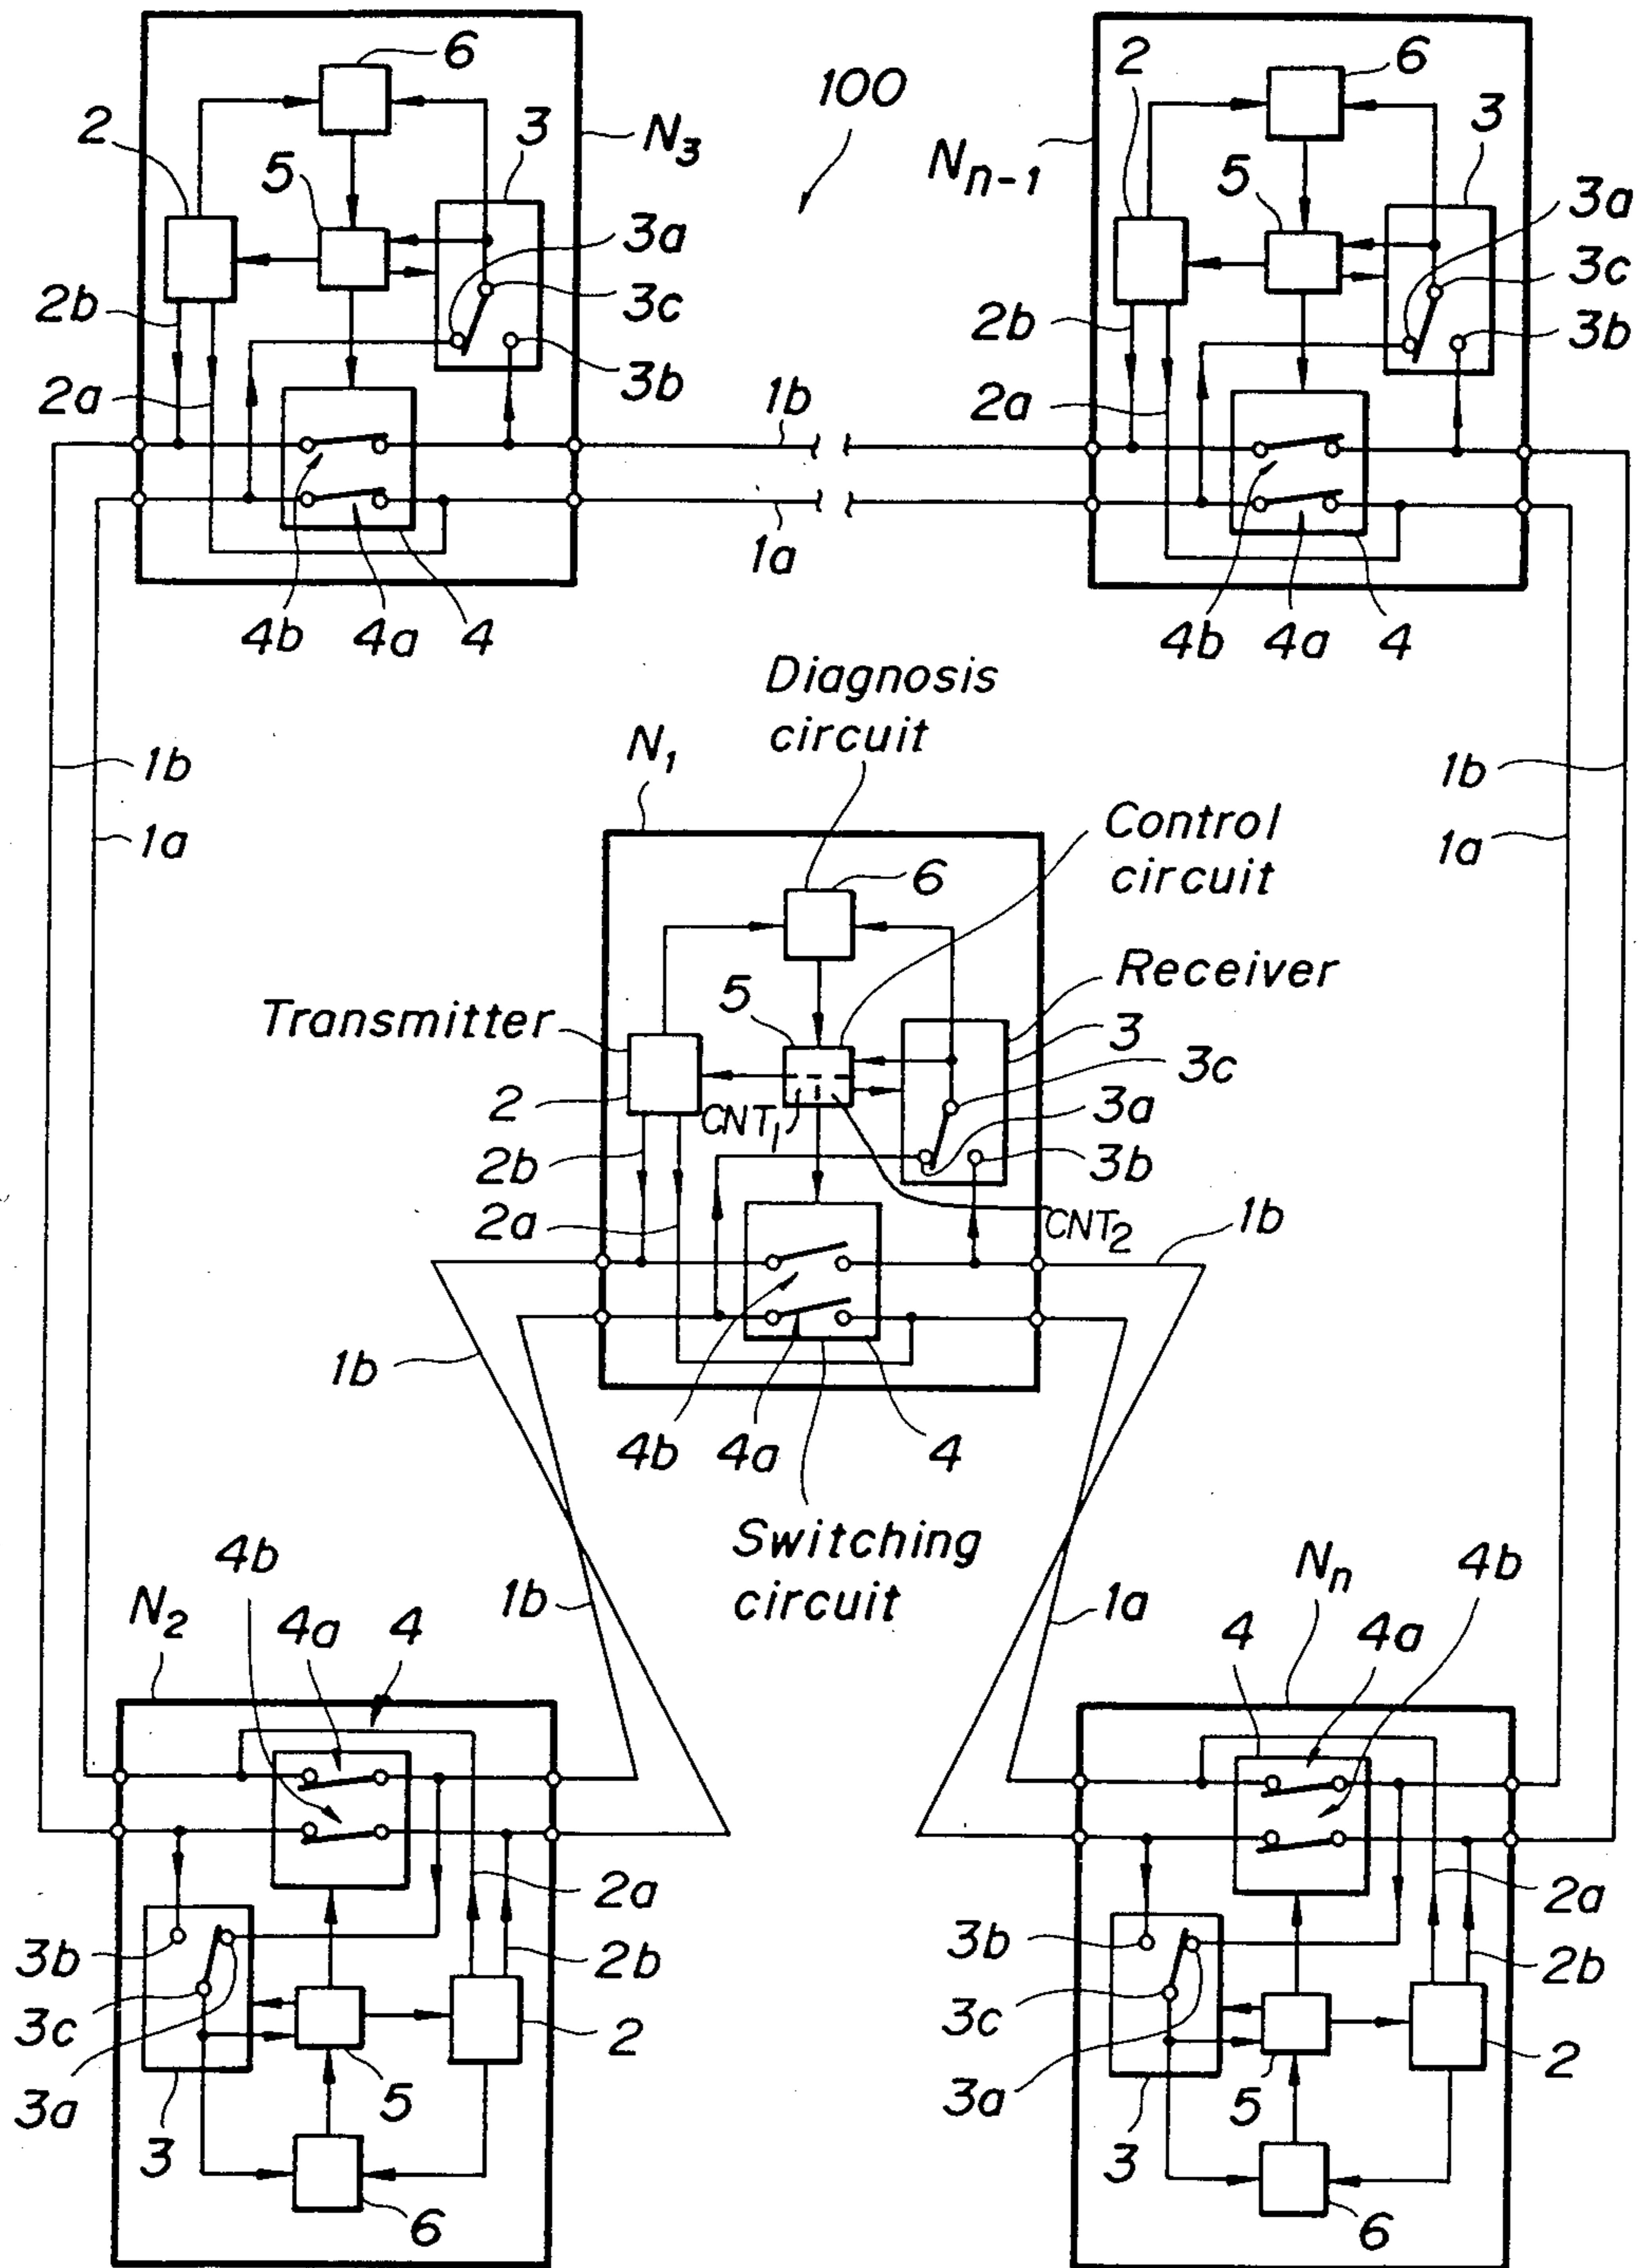 6
2
3
N3
5
3a
3c
2b
3b
2a
4b
4a
4
100
1b
1a
2
6
3
Nn-1
5
3a
3c
2b
3b
2a
4b
4a
4
1b
1a
1b
1a
Diagnosis
circuit
N1
Control
circuit
6
Receiver
5
3
Transmitter
3c
2
CNT1
3a
2b
3b
2a
CNT2
1b
1b
4b
4a
4
Switching
circuit
1b
1a
N2
4b
4a
4
2a
3b
2b
3c
2
3a
5
3
6
Nn
4b
4
4a
2a
3b
2b
3c
2
3a
5
3
6